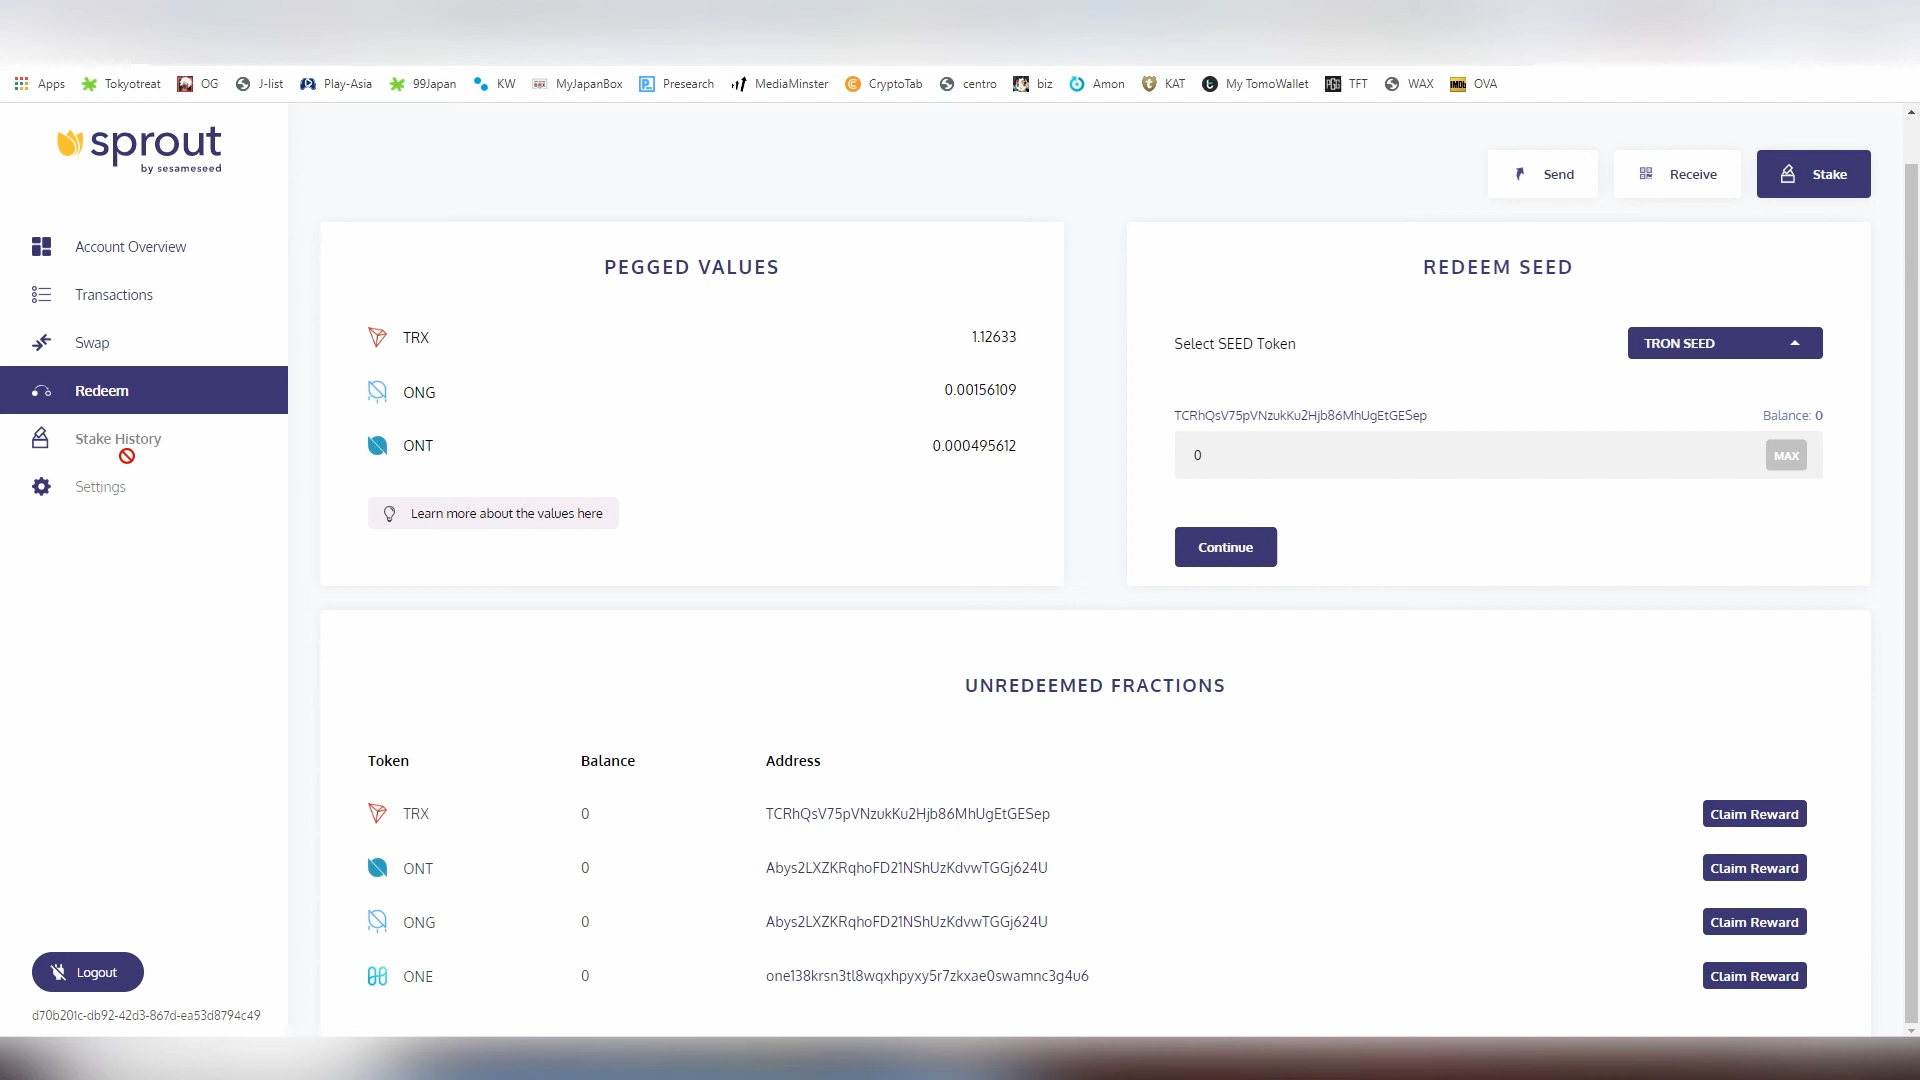 Apps Tokyotreat OG J-list Play-Asia 99Japan KW MyJapanBox Presearch MediaMinster CryptoTab centro biz Amon KAT My TomoWallet TFT WAX OVA
sprout
by sesameseed
Send Receive Stake
Account Overview
Transactions
Swap
Redeem
Stake History
Settings
PEGGED VALUES
TRX 1.12633
ONG 0.00156109
ONT 0.000495612
Learn more about the values here
REDEEM SEED
Select SEED Token TRON SEED
TCRhQsV75pVNzukKu2Hjb86MhUgEtGESep Balance: 0
0 MAX
Continue
UNREDEEMED FRACTIONS
Token Balance Address
TRX 0 TCRhQsV75pVNzukKu2Hjb86MhUgEtGESep Claim Reward
ONT 0 Abys2LXZKRqhoFD21NShUzKdvwTGGj624U Claim Reward
ONG 0 Abys2LXZKRqhoFD21NShUzKdvwTGGj624U Claim Reward
ONE 0 one138krsn3tl8wqxhpyxy5r7zkxae0swamnc3g4u6 Claim Reward
Logout
d70b201c-db92-42d3-867d-ea53d8794c49